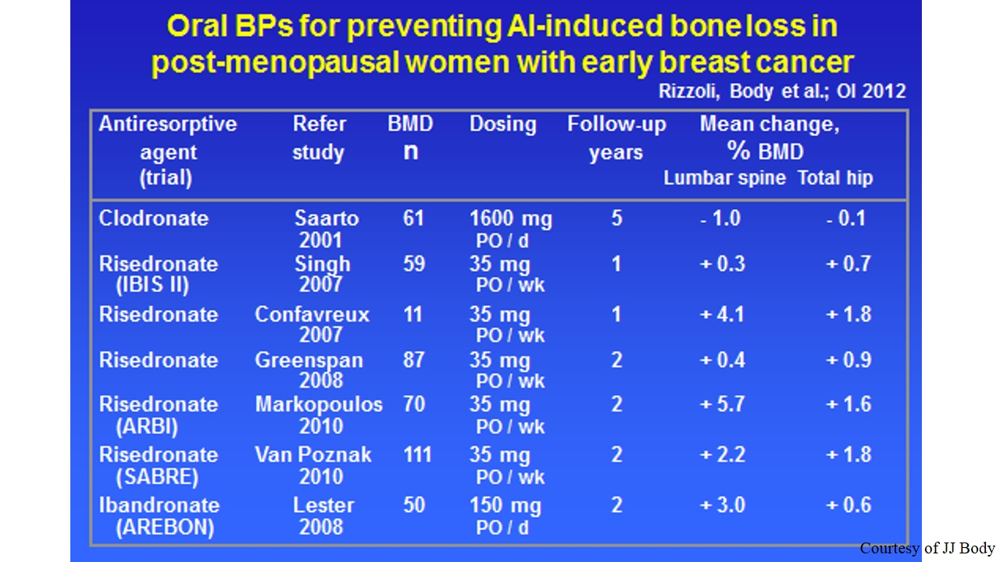 Oral BPs for preventing AI-induced bone loss in
post-menopausal women with early breast cancer
Rizzoli, Body et al.; OI 2012
Antiresorptive Refer BMD Dosing Follow-up Mean change,
agent study n years % BMD
(trial) Lumbar spine Total hip
Clodronate Saarto 61 1600 mg 5 - 1.0 - 0.1
2001 PO / d
Risedronate Singh 59 35 mg 1 + 0.3 + 0.7
(IBIS II) 2007 PO / wk
Risedronate Confavreux 11 35 mg 1 + 4.1 + 1.8
2007 PO / wk
Risedronate Greenspan 87 35 mg 2 + 0.4 + 0.9
2008 PO / wk
Risedronate Markopoulos 70 35 mg 2 + 5.7 + 1.6
(ARBI) 2010 PO / wk
Risedronate Van Poznak 111 35 mg 2 + 2.2 + 1.8
(SABRE) 2010 PO / wk
Ibandronate Lester 50 150 mg 2 + 3.0 + 0.6
(AREBON) 2008 PO / d
Courtesy of JJ Body